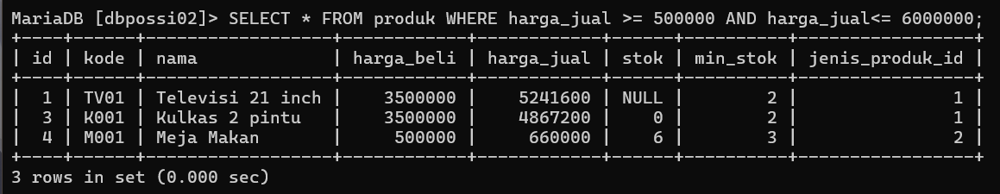 MariaDB [dbpossi02]> SELECT * FROM produk WHERE harga_jual >= 500000 AND harga_jual<= 6000000;
+----+------+------------------+------------+------------+------+----------+-----------------+
| id | kode | nama             | harga_beli | harga_jual | stok | min_stok | jenis_produk_id |
+----+------+------------------+------------+------------+------+----------+-----------------+
|  1 | TV01 | Televisi 21 inch |    3500000 |    5241600 | NULL |        2 |               1 |
|  3 | K001 | Kulkas 2 pintu   |    3500000 |    4867200 |    0 |        2 |               1 |
|  4 | M001 | Meja Makan       |     500000 |     660000 |    6 |        3 |               2 |
+----+------+------------------+------------+------------+------+----------+-----------------+
3 rows in set (0.000 sec)